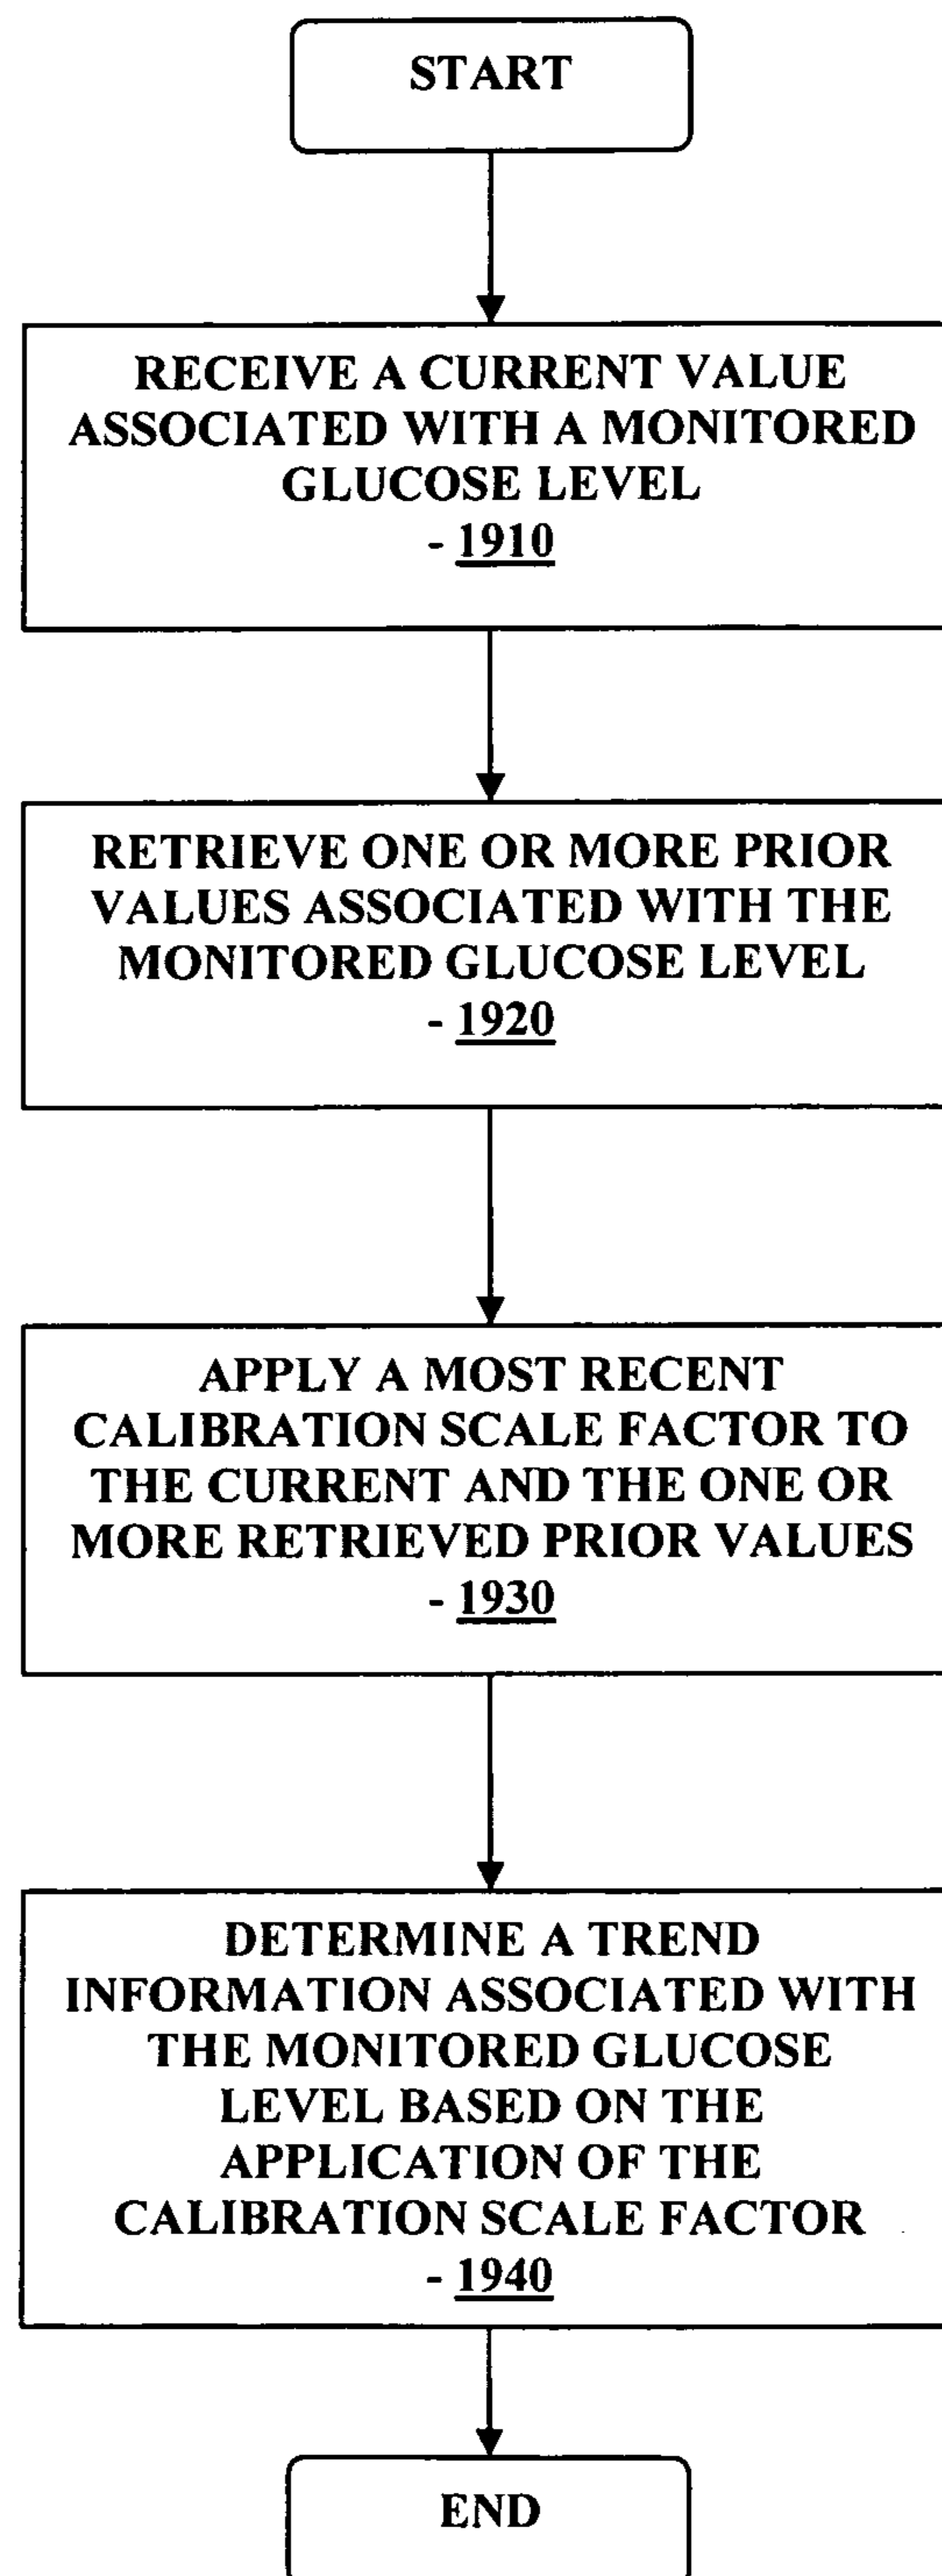 START
RECEIVE A CURRENT VALUE
ASSOCIATED WITH A MONITORED
GLUCOSE LEVEL
- 1910
RETRIEVE ONE OR MORE PRIOR
VALUES ASSOCIATED WITH THE
MONITORED GLUCOSE LEVEL
- 1920
APPLY A MOST RECENT
CALIBRATION SCALE FACTOR TO
THE CURRENT AND THE ONE OR
MORE RETRIEVED PRIOR VALUES
- 1930
DETERMINE A TREND
INFORMATION ASSOCIATED WITH
THE MONITORED GLUCOSE
LEVEL BASED ON THE
APPLICATION OF THE
CALIBRATION SCALE FACTOR
- 1940
END